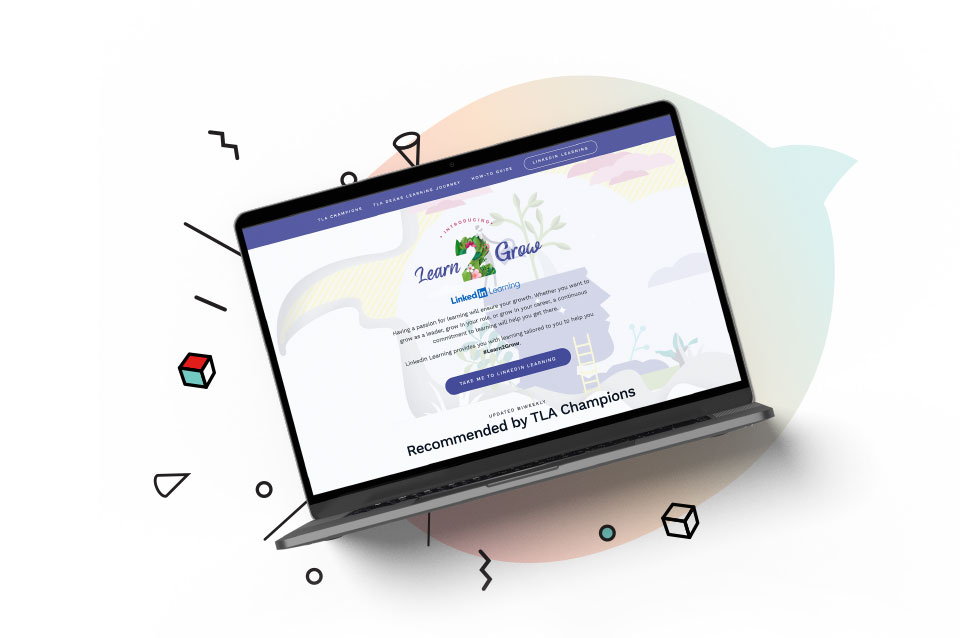 TLA CHAMPIONS TLA DEGREE LEARNING JOURNEY HOW-TO GUIDE LINKEDIN LEARNING
• INTRODUCING •
Learn 2 Grow
LinkedIn Learning
Having a passion for learning will ensure your growth. Whether you want to
grow as a leader, grow in your role, or grow in your career, a continuous
commitment to learning will help you get there.
LinkedIn Learning provides you with learning tailored to you to help you
#Learn2Grow.
TAKE ME TO LINKEDIN LEARNING
UPDATED BIWEEKLY
Recommended by TLA Champions